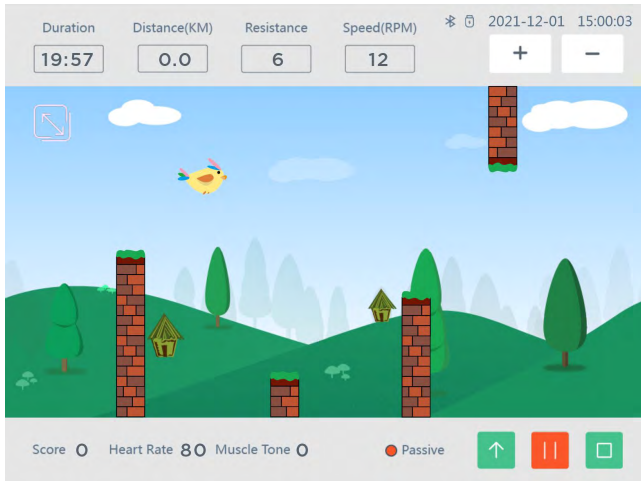 Duration Distance(KM) Resistance Speed(RPM) 2021-12-01 15:00:03
19:57 0.0 6 12 + −
Score 0 Heart Rate 80 Muscle Tone 0 Passive